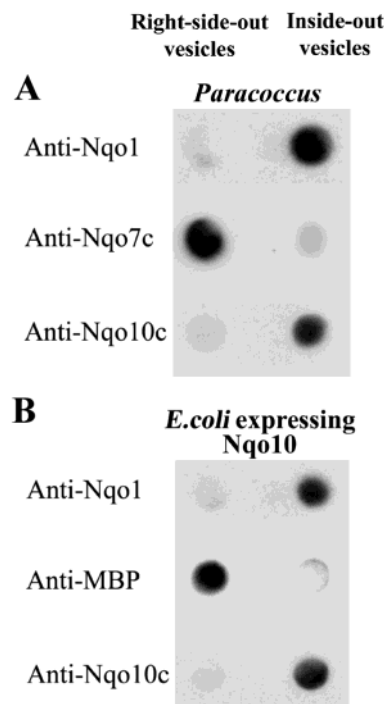 Right-side-out Inside-out
vesicles vesicles
A
Paracoccus
Anti-Nqo1
Anti-Nqo7c
Anti-Nqo10c
B
E.coli expressing
Nqo10
Anti-Nqo1
Anti-MBP
Anti-Nqo10c